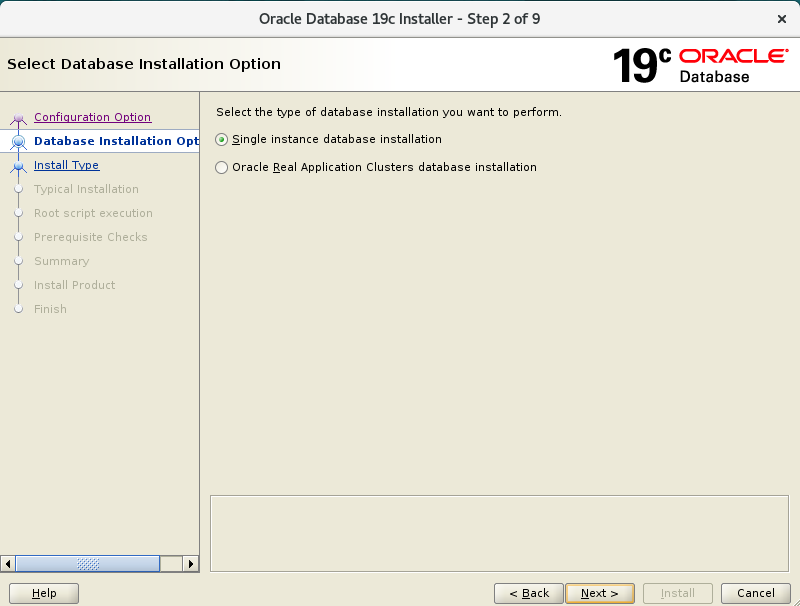 Oracle Database 19c Installer - Step 2 of 9
Select Database Installation Option
19c ORACLE
Database
Configuration Option
Database Installation Opt
Install Type
Typical Installation
Root script execution
Prerequisite Checks
Summary
Install Product
Finish
Select the type of database installation you want to perform.
Single instance database installation
Oracle Real Application Clusters database installation
Help
< Back
Next >
Install
Cancel